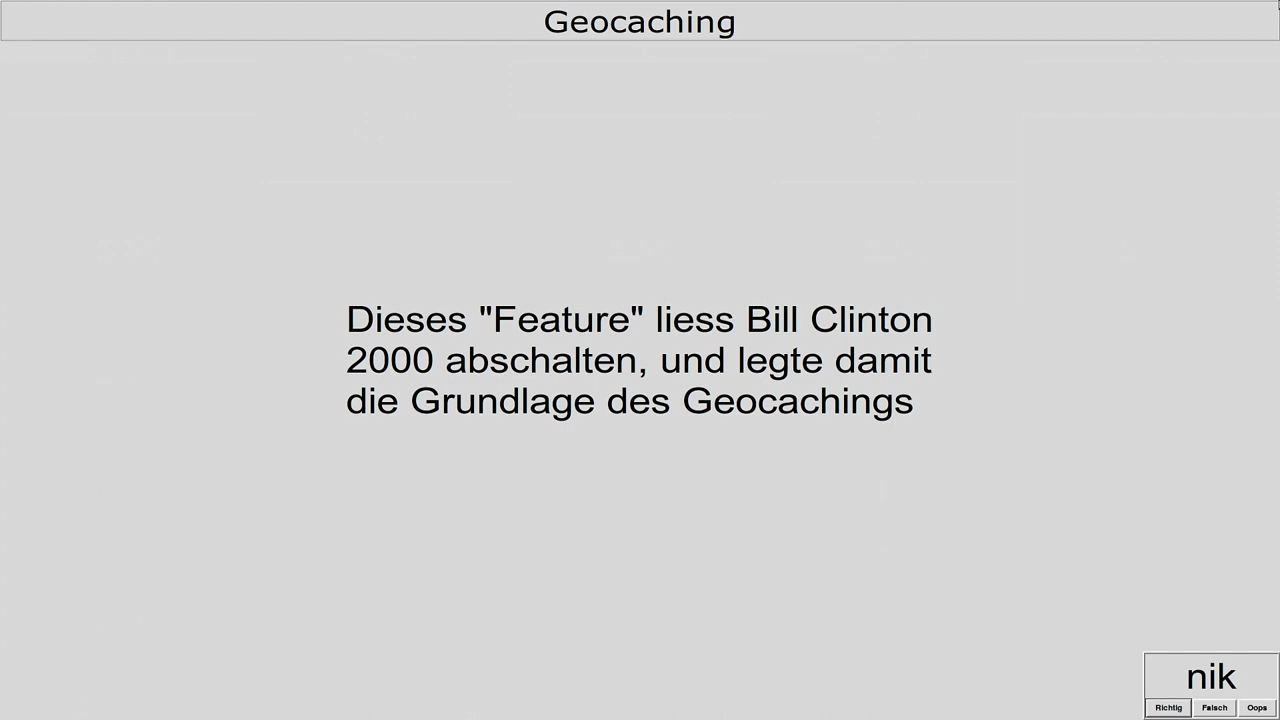 Geocaching
Dieses "Feature" liess Bill Clinton
2000 abschalten, und legte damit
die Grundlage des Geocachings
nik
Richtig Falsch Oops